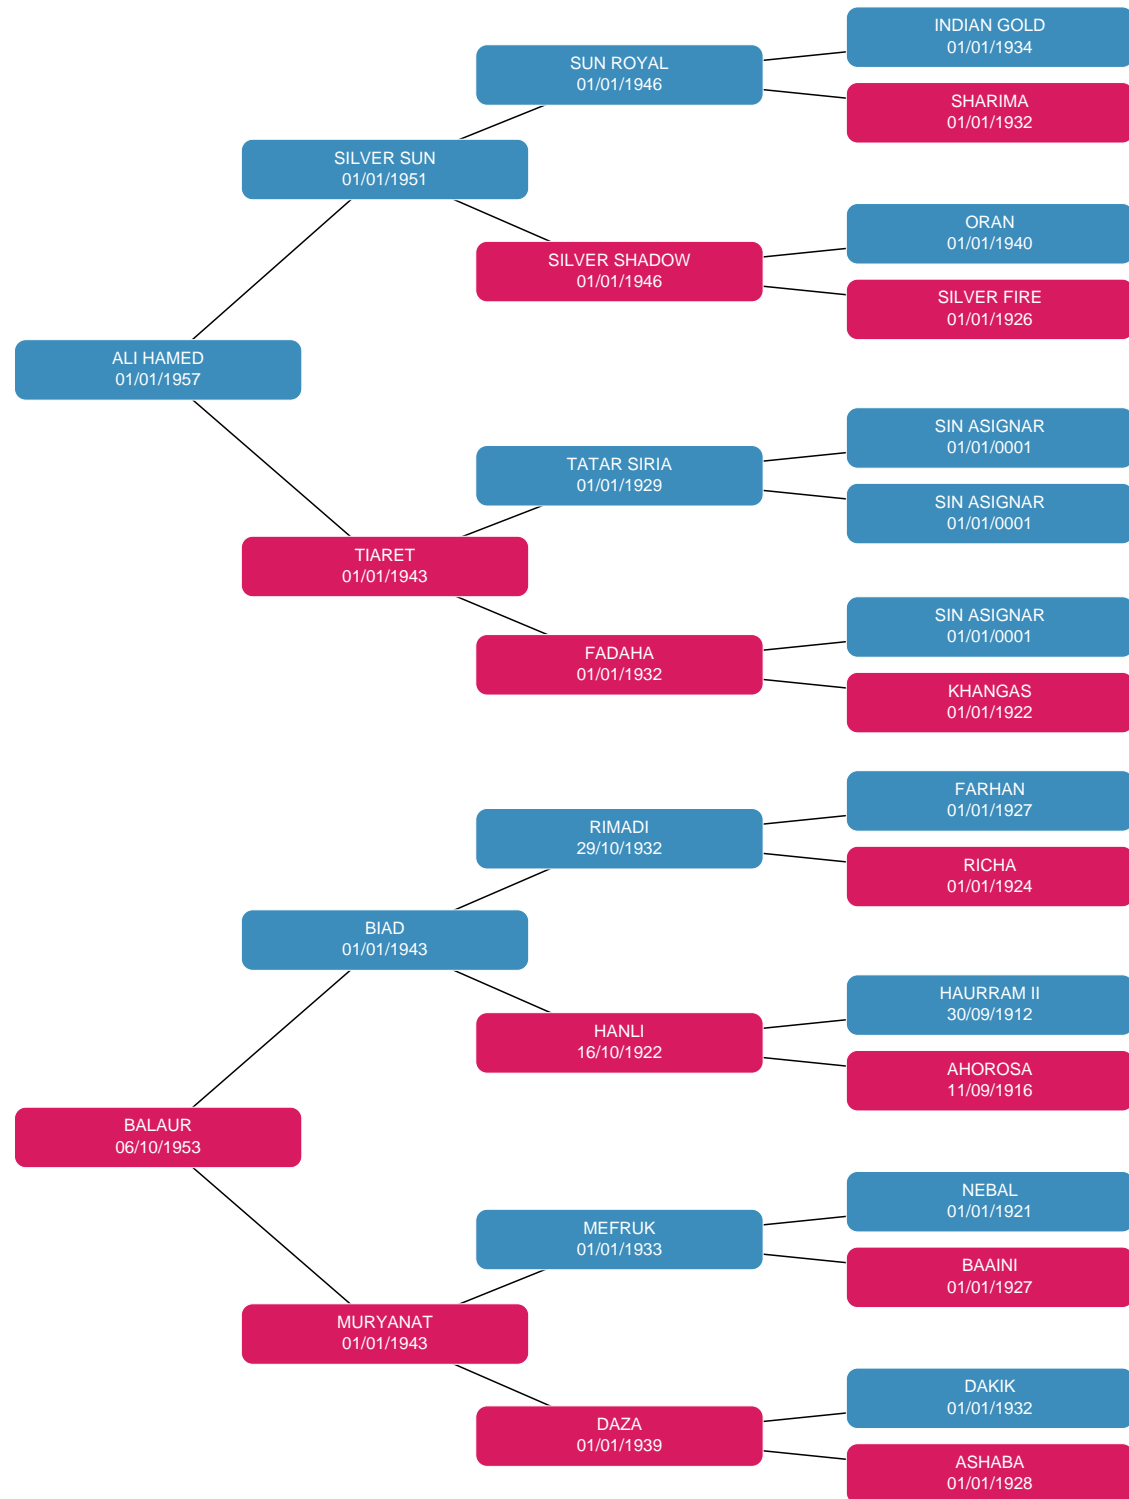 INDIAN GOLD
01/01/1934
SUN ROYAL
01/01/1946
SHARIMA
01/01/1932
SILVER SUN
01/01/1951
ORAN
01/01/1940
SILVER SHADOW
01/01/1946
SILVER FIRE
01/01/1926
ALI HAMED
01/01/1957
SIN ASIGNAR
01/01/0001
TATAR SIRIA
01/01/1929
SIN ASIGNAR
01/01/0001
TIARET
01/01/1943
SIN ASIGNAR
01/01/0001
FADAHA
01/01/1932
KHANGAS
01/01/1922
FARHAN
01/01/1927
RIMADI
29/10/1932
RICHA
01/01/1924
BIAD
01/01/1943
HAURRAM II
30/09/1912
HANLI
16/10/1922
AHOROSA
11/09/1916
BALAUR
06/10/1953
NEBAL
01/01/1921
MEFRUK
01/01/1933
BAAINI
01/01/1927
MURYANAT
01/01/1943
DAKIK
01/01/1932
DAZA
01/01/1939
ASHABA
01/01/1928